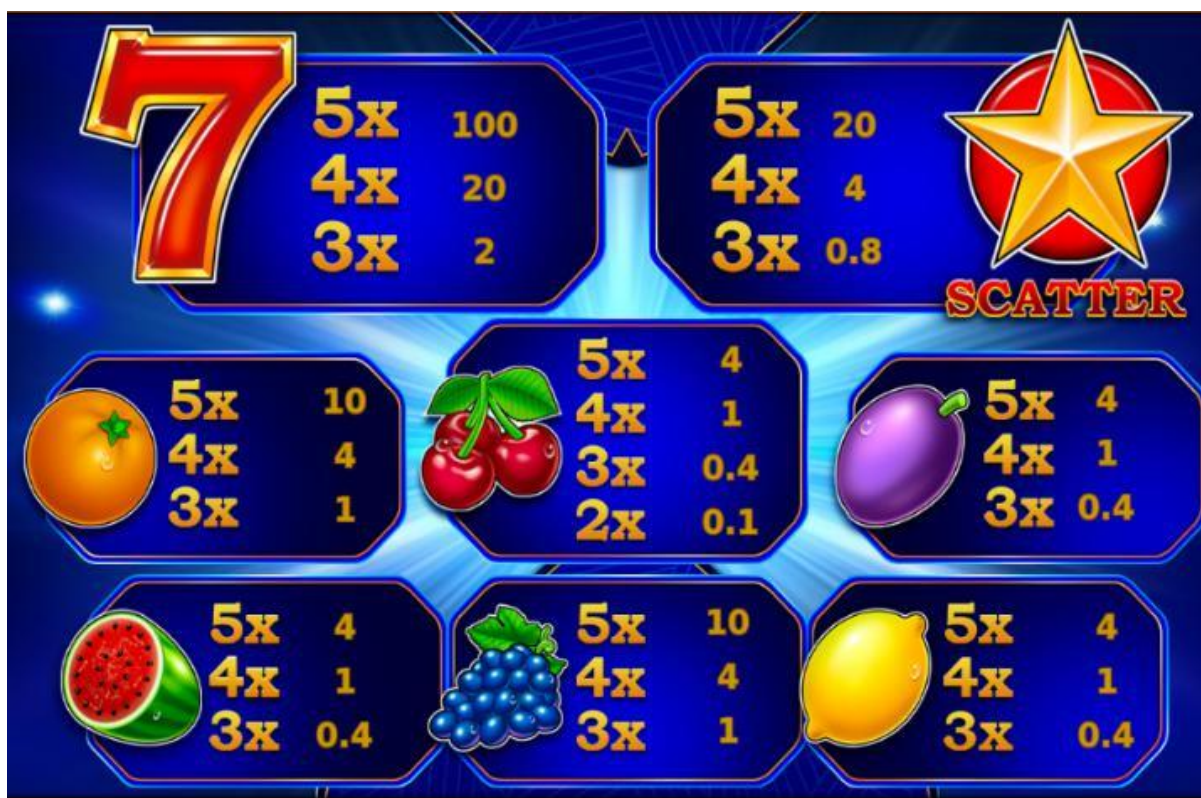 7
5x 100
4x 20
3x 2
5x 20
4x 4
3x 0.8
SCATTER
5x 10
4x 4
3x 1
5x 4
4x 1
3x 0.4
2x 0.1
5x 4
4x 1
3x 0.4
5x 4
4x 1
3x 0.4
5x 10
4x 4
3x 1
5x 4
4x 1
3x 0.4